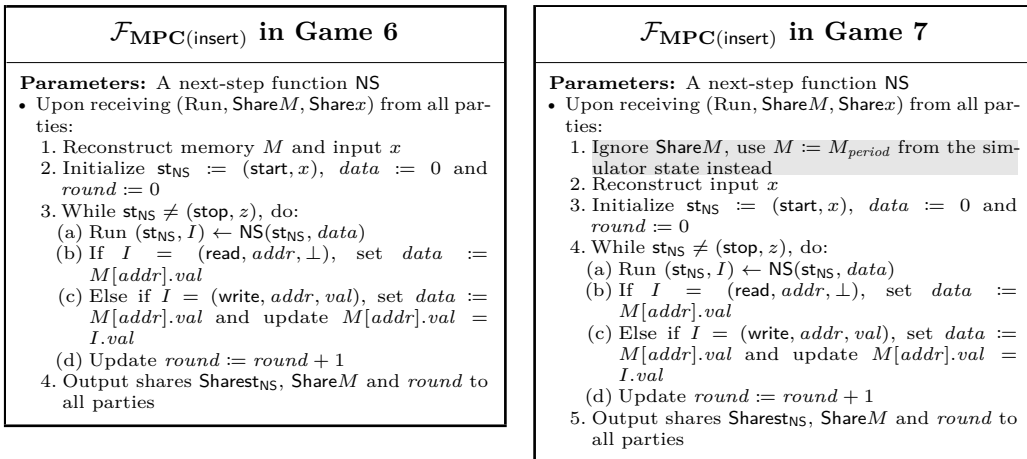 F_MPC(insert) in Game 6
Parameters: A next-step function NS
• Upon receiving (Run, ShareM, Sharex) from all par-
ties:
1. Reconstruct memory M and input x
2. Initialize st_NS := (start, x), data := 0 and
round := 0
3. While st_NS ≠ (stop, z), do:
(a) Run (st_NS, I) ← NS(st_NS, data)
(b) If I = (read, addr, ⊥), set data :=
M[addr].val
(c) Else if I = (write, addr, val), set data :=
M[addr].val and update M[addr].val =
I.val
(d) Update round := round + 1
4. Output shares Sharest_NS, ShareM and round to
all parties
F_MPC(insert) in Game 7
Parameters: A next-step function NS
• Upon receiving (Run, ShareM, Sharex) from all par-
ties:
1. Ignore ShareM, use M := M_period from the sim-
ulator state instead
2. Reconstruct input x
3. Initialize st_NS := (start, x), data := 0 and
round := 0
4. While st_NS ≠ (stop, z), do:
(a) Run (st_NS, I) ← NS(st_NS, data)
(b) If I = (read, addr, ⊥), set data :=
M[addr].val
(c) Else if I = (write, addr, val), set data :=
M[addr].val and update M[addr].val =
I.val
(d) Update round := round + 1
5. Output shares Sharest_NS, ShareM and round to
all parties